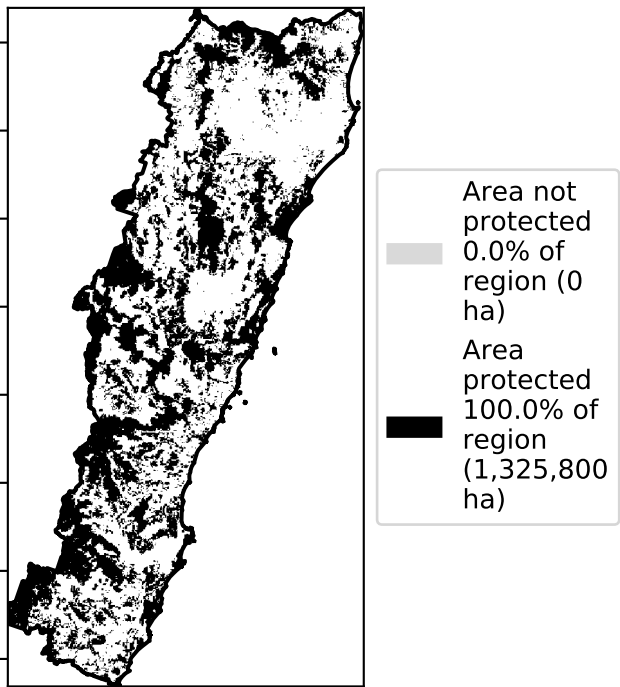 Area not
protected
0.0% of
region (0
ha)
Area
protected
100.0% of
region
(1,325,800
ha)